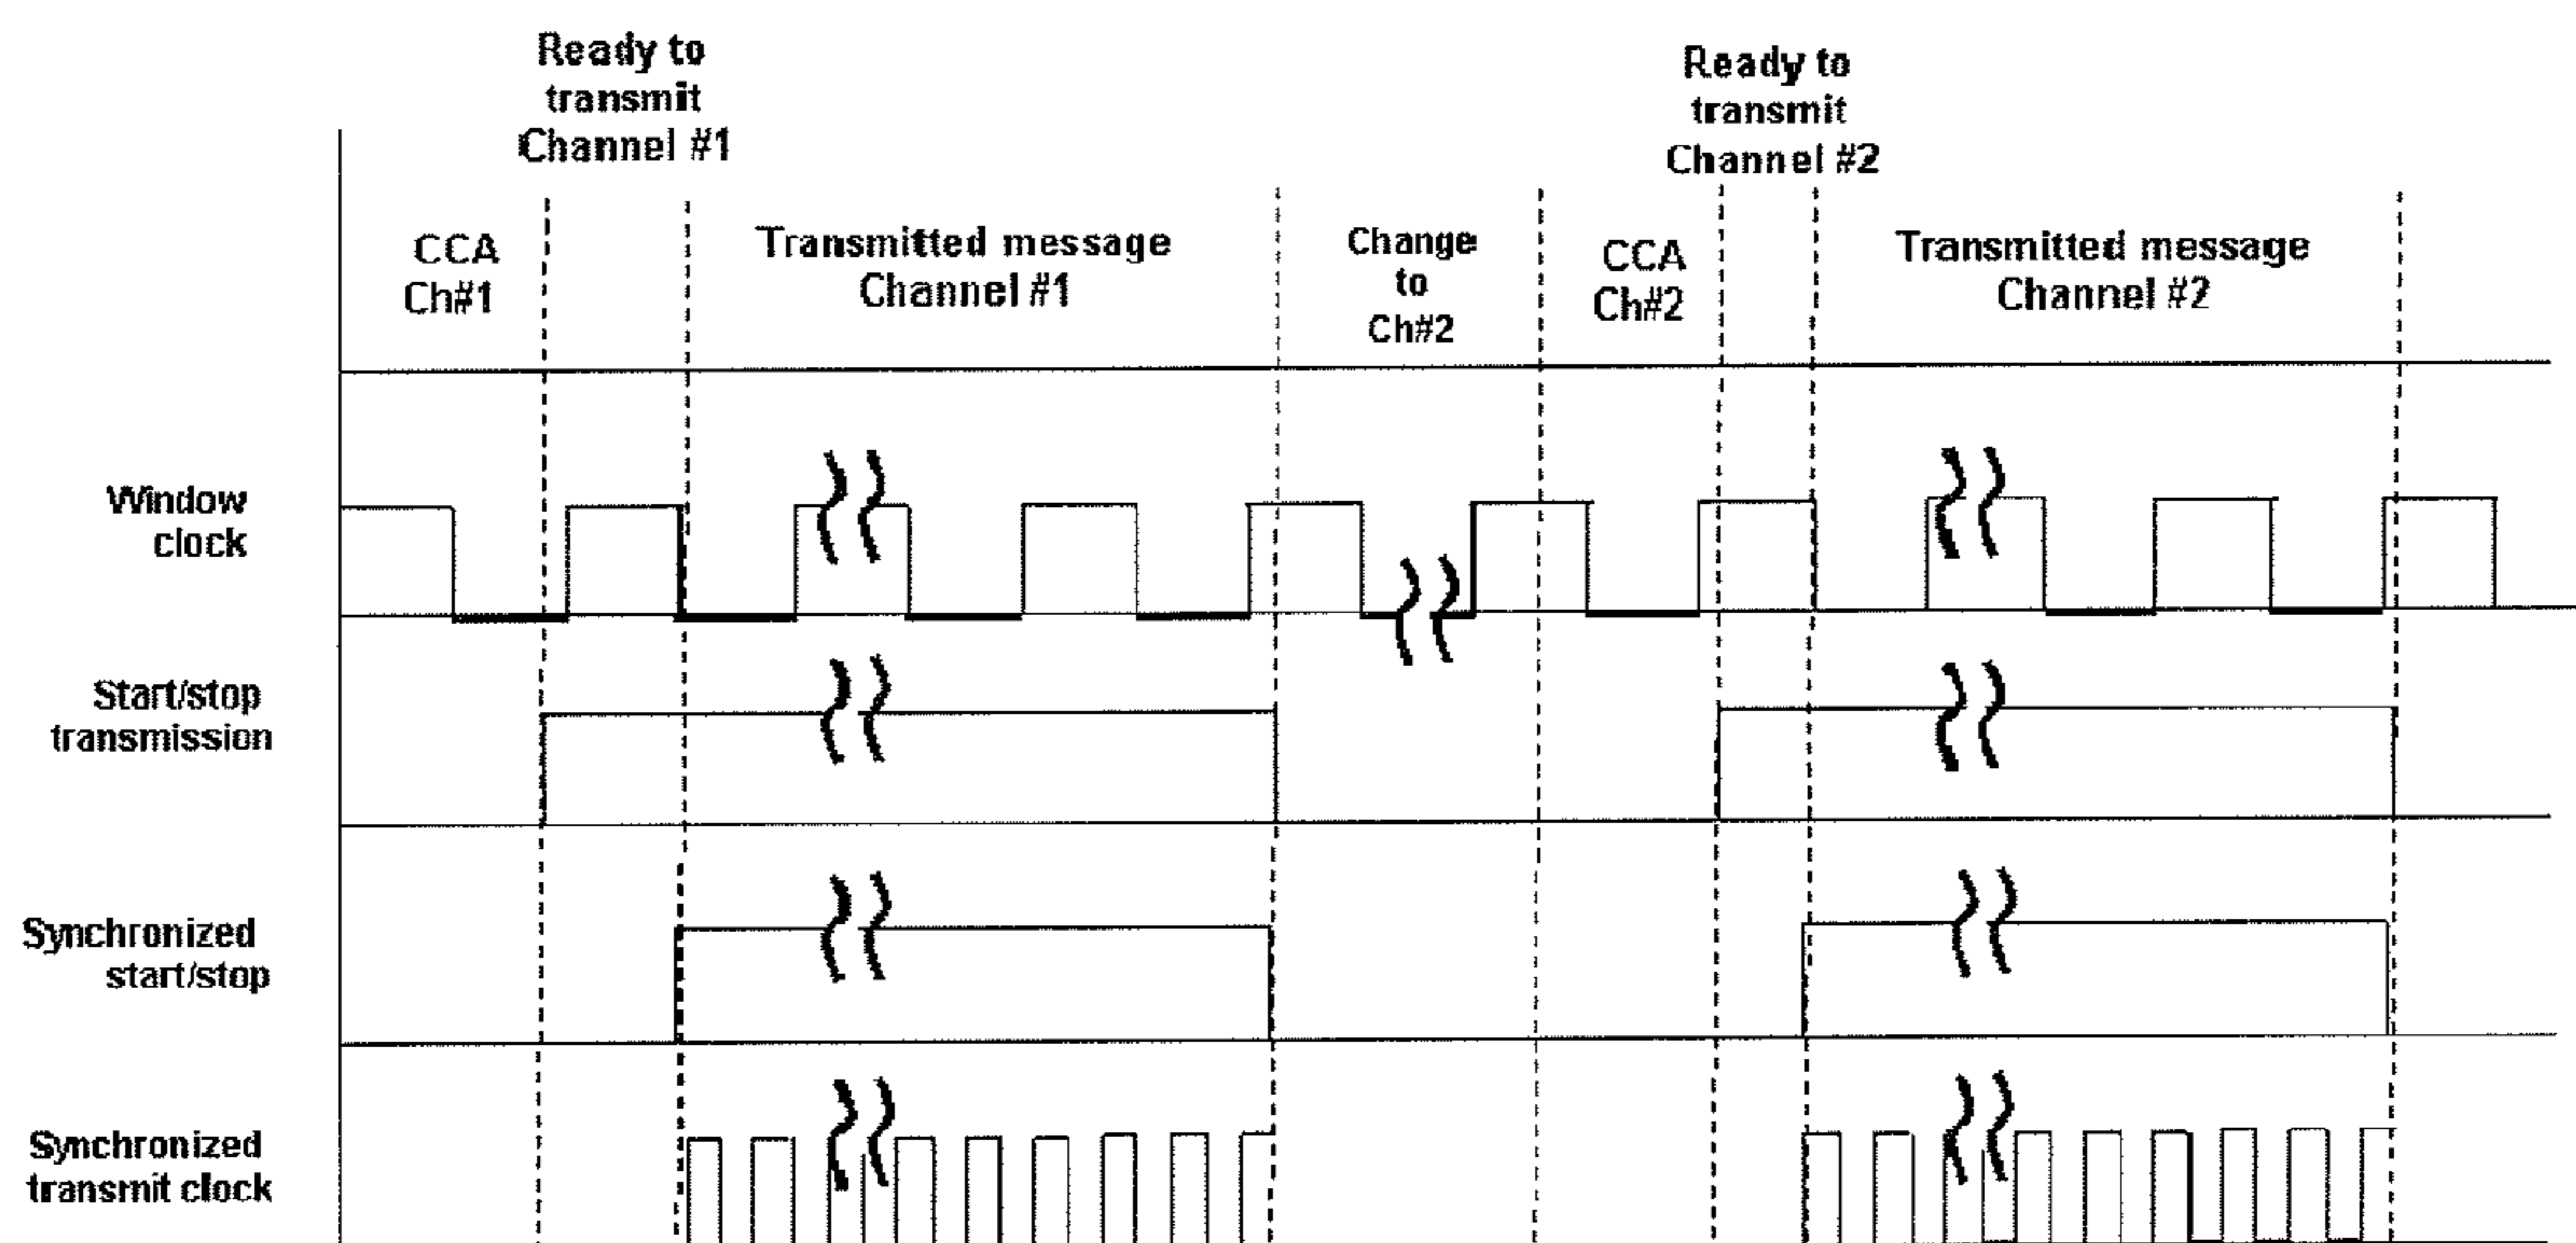 Ready to
transmit
Channel #1
Ready to
transmit
Channel #2
CCA
Ch#1
Transmitted message
Channel #1
Change
to
Ch#2
CCA
Ch#2
Transmitted message
Channel #2
Window
clock
Start/stop
transmission
Synchronized
start/stop
Synchronized
transmit clock